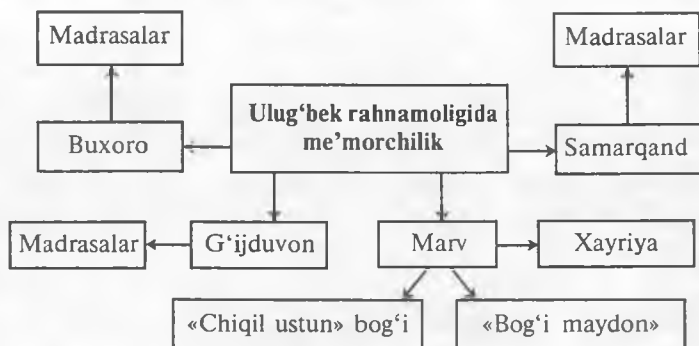 Madrasalar
Madrasalar
Ulug‘bek rahnamoligida
me’morchilik
Buxoro
Samarqand
Madrasalar
G‘ijduvon
Marv
Xayriya
«Chiqil ustun» bog‘i
«Bog‘i maydon»